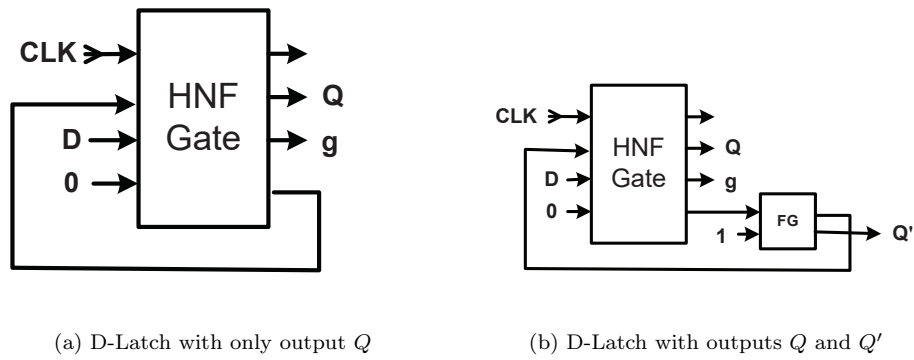 CLK
HNF
Gate
Q
D
g
0
CLK
HNF
Gate
Q
D
g
0
1
FG
Q'
(a) D-Latch with only output Q
(b) D-Latch with outputs Q and Q′